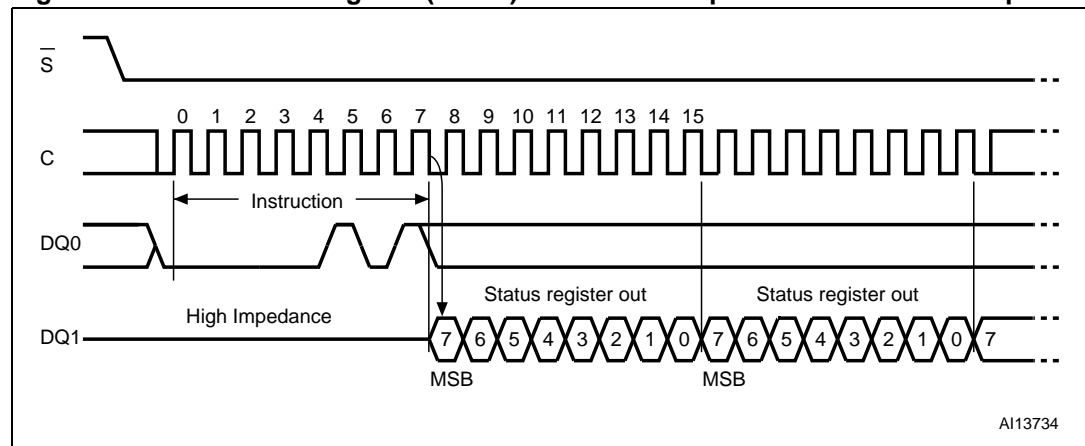 S
0 1 2 3 4 5 6 7 8 9 10 11 12 13 14 15
C
Instruction
DQ0
Status register out Status register out
High Impedance
DQ1 7 6 5 4 3 2 1 0 7 6 5 4 3 2 1 0 7
MSB MSB
AI13734